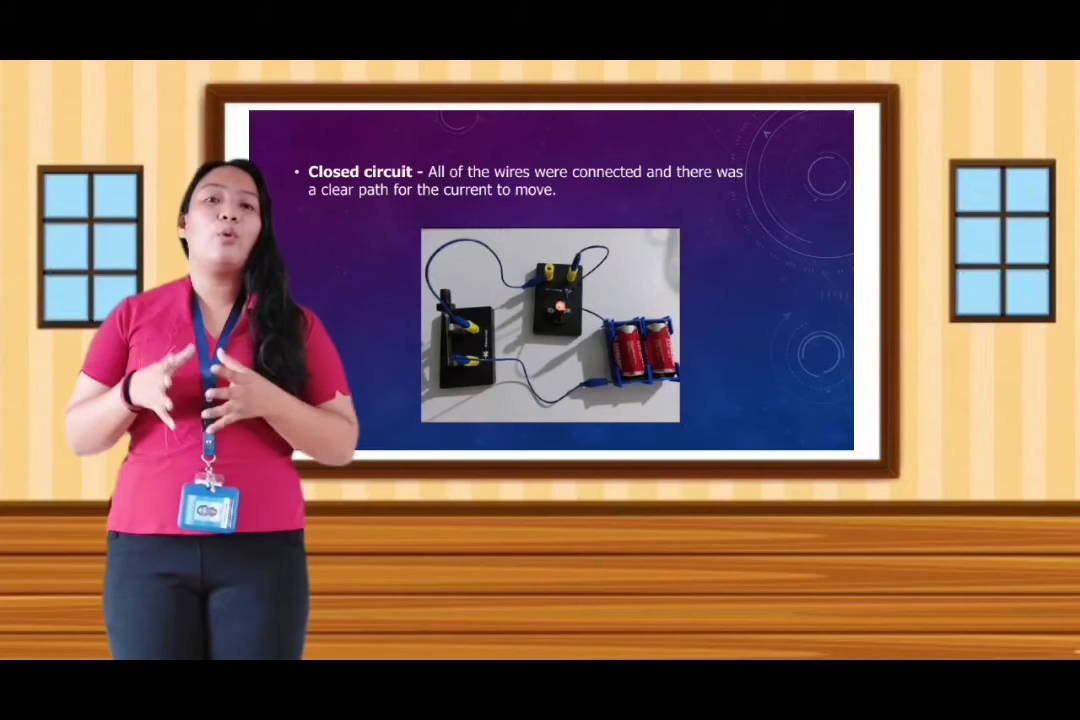 • Closed circuit - All of the wires were connected and there was
a clear path for the current to move.